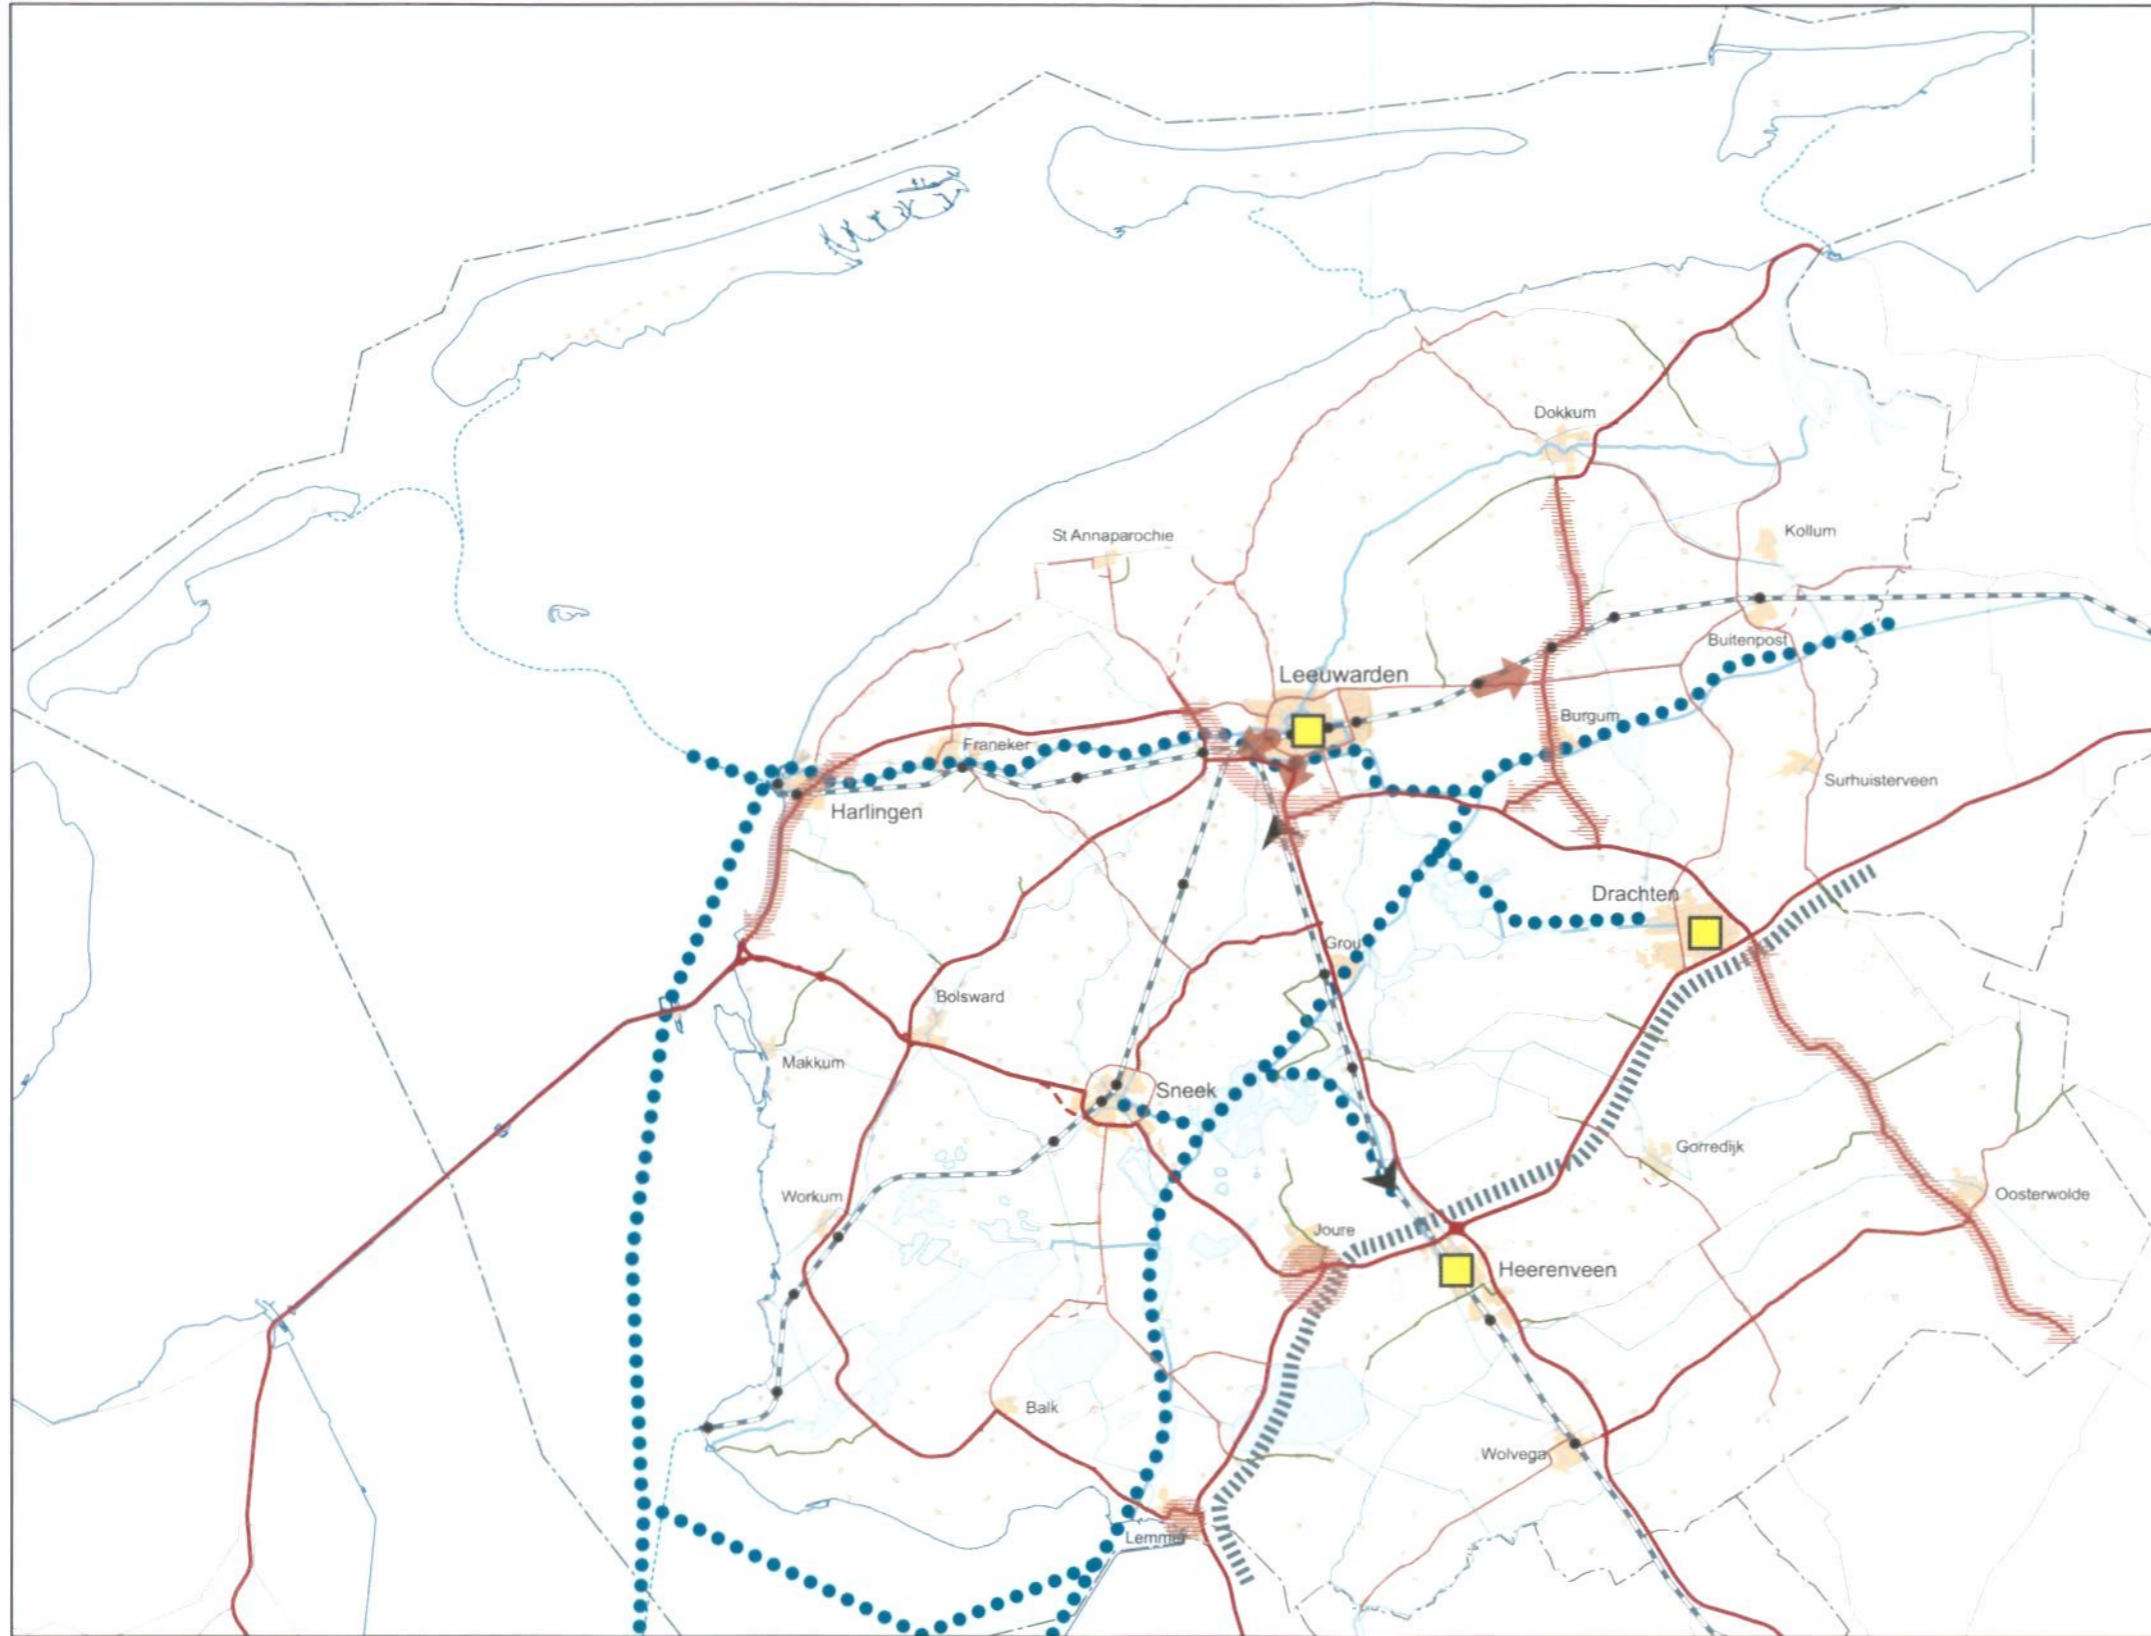 Dokkum
Kollum
St Annaparochie
Buitenpost
Leeuwarden
Burgum
Franeker
Surhuisterveen
Harlingen
Drachten
Grou
Bolsward
Makkum
Sneek
Gorredijk
Workum
Oosterwolde
Joure
Heerenveen
Balk
Wolvega
Lemmer